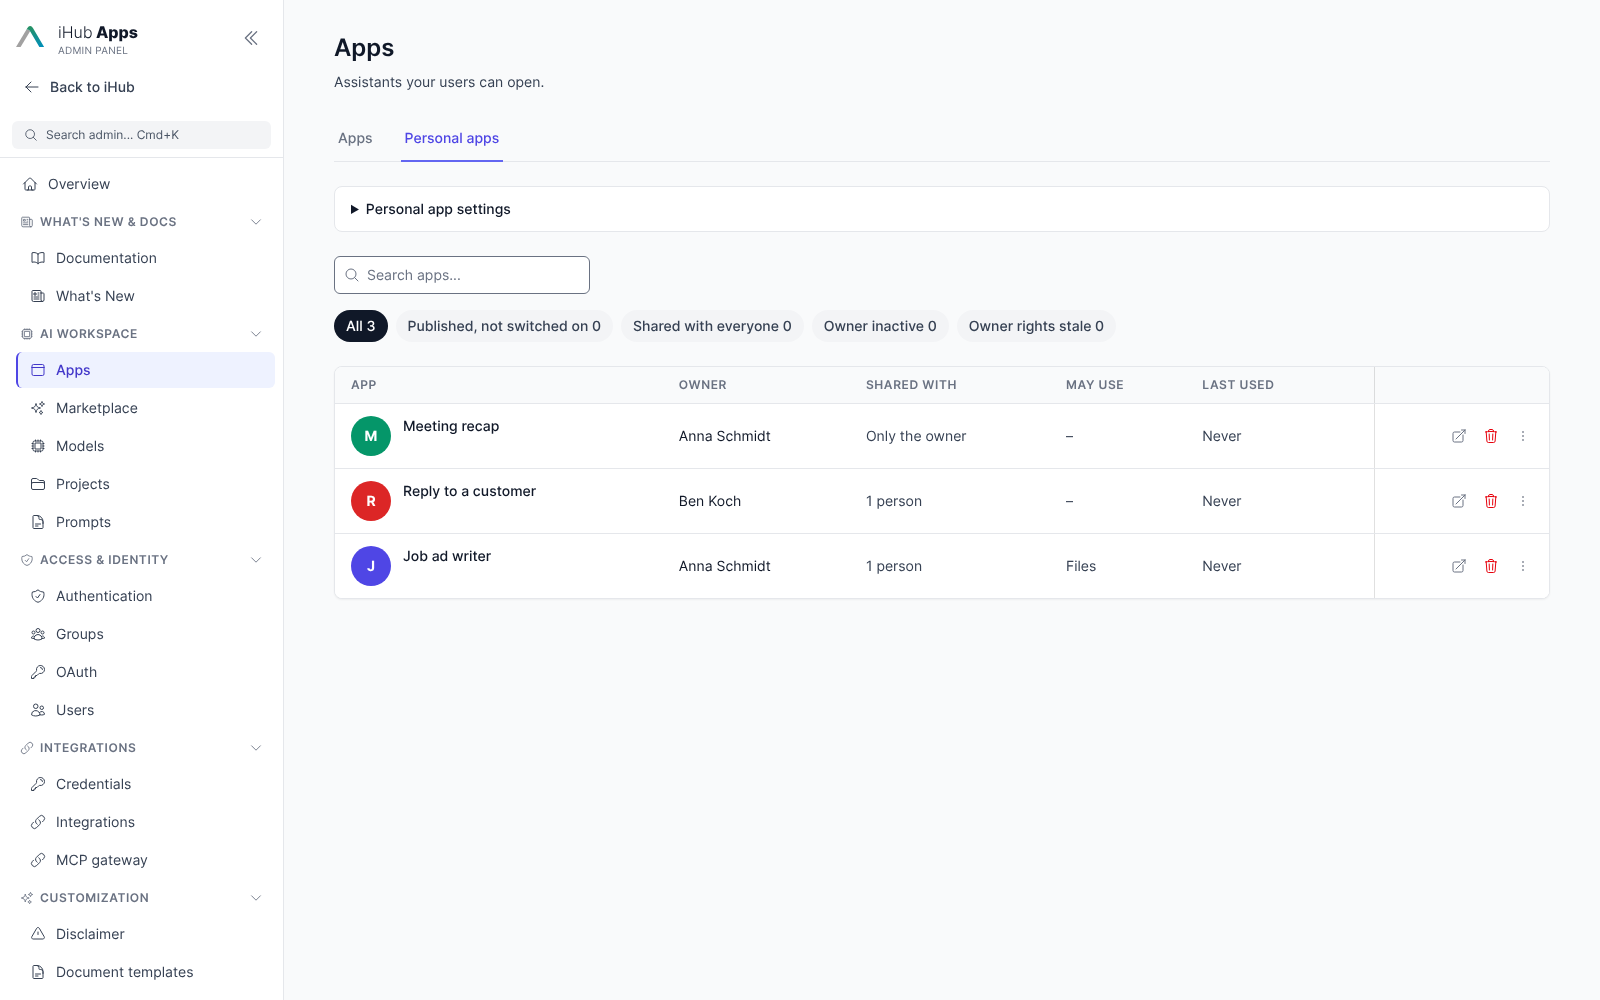 iHub Apps
ADMIN PANEL
Back to iHub
Search admin... Cmd+K
Overview
WHAT'S NEW & DOCS
Documentation
What's New
AI WORKSPACE
Apps
Marketplace
Models
Projects
Prompts
ACCESS & IDENTITY
Authentication
Groups
OAuth
Users
INTEGRATIONS
Credentials
Integrations
MCP gateway
CUSTOMIZATION
Disclaimer
Document templates
Apps
Assistants your users can open.
Apps Personal apps
Personal app settings
Search apps...
All 3 Published, not switched on 0 Shared with everyone 0 Owner inactive 0 Owner rights stale 0
APP OWNER SHARED WITH MAY USE LAST USED
M Meeting recap Anna Schmidt Only the owner – Never
R Reply to a customer Ben Koch 1 person – Never
J Job ad writer Anna Schmidt 1 person Files Never